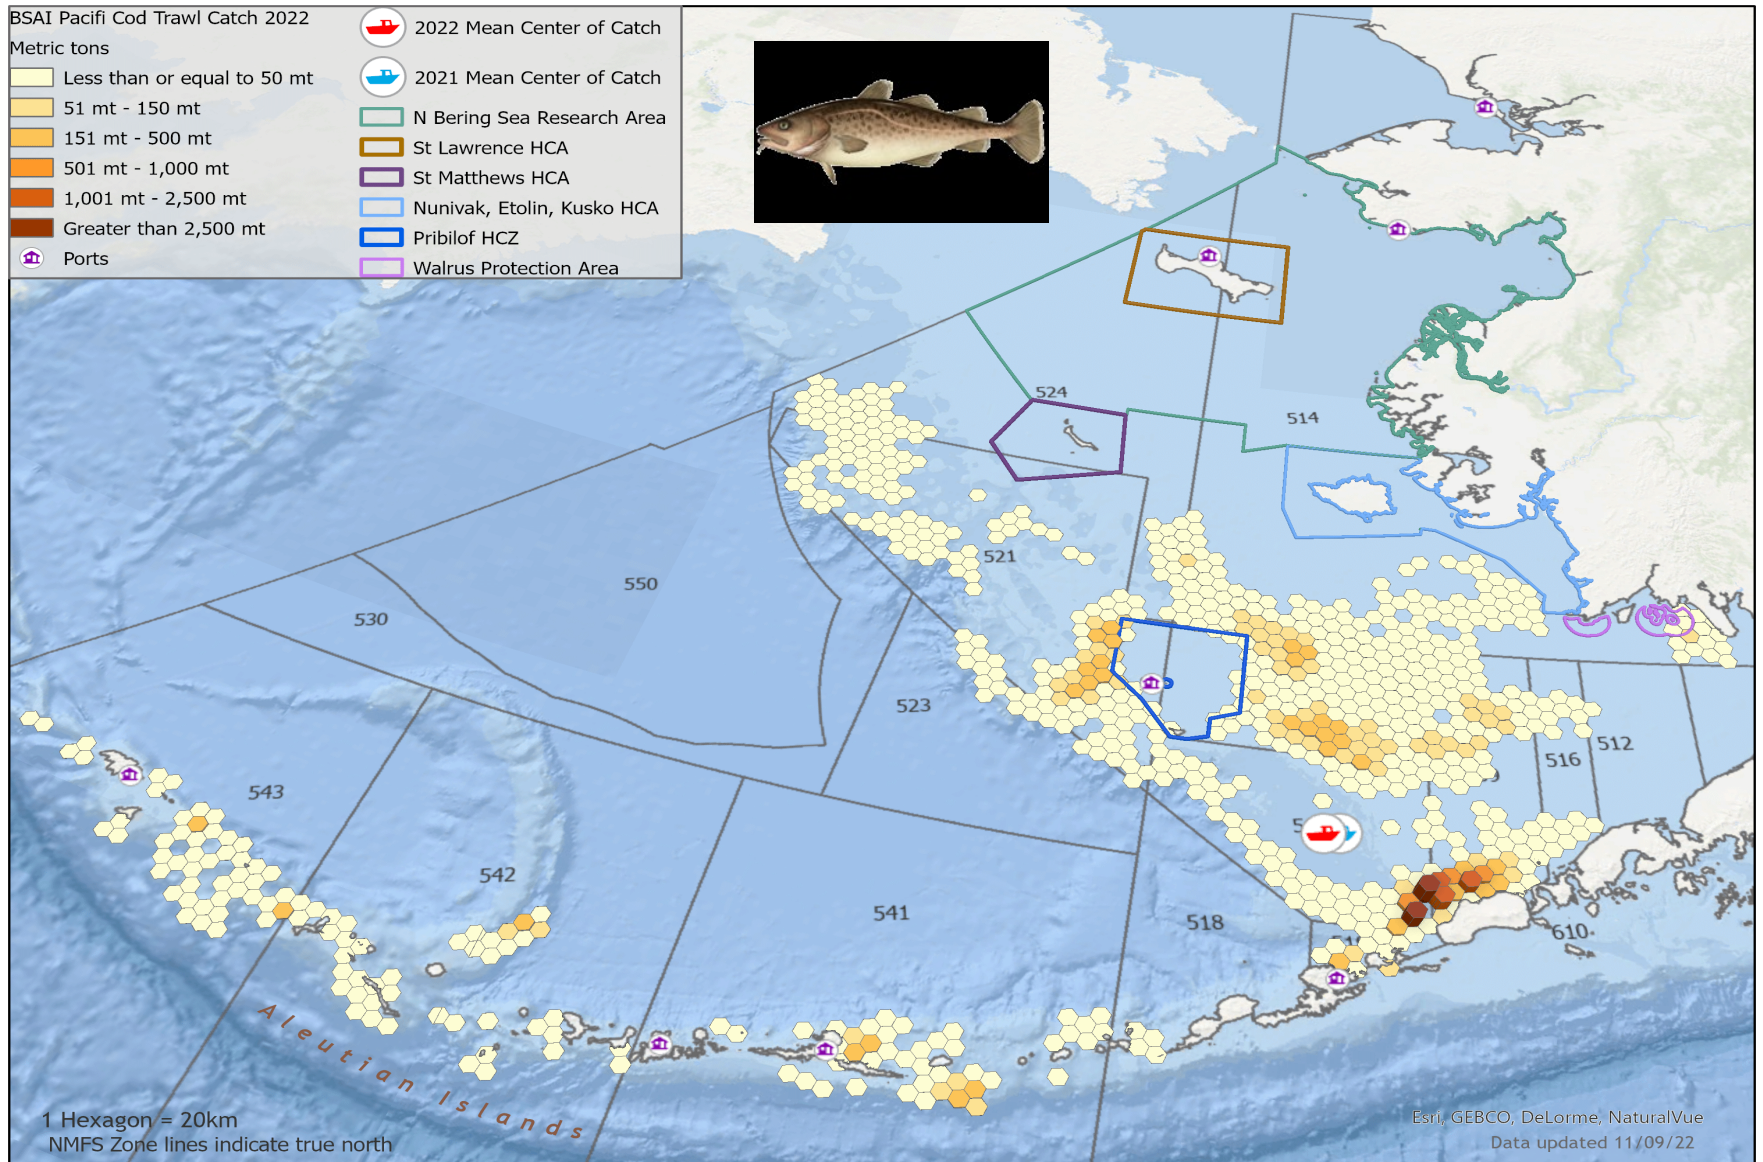 BSAI Pacifi Cod Trawl Catch 2022
Metric tons
Less than or equal to 50 mt
51 mt - 150 mt
151 mt - 500 mt
501 mt - 1,000 mt
1,001 mt - 2,500 mt
Greater than 2,500 mt
Ports
2022 Mean Center of Catch
2021 Mean Center of Catch
N Bering Sea Research Area
St Lawrence HCA
St Matthews HCA
Nunivak, Etolin, Kusko HCA
Pribilof HCZ
Walrus Protection Area
524
514
521
550
530
523
543
516
512
542
541
518
610
Aleutian Islands
1 Hexagon = 20km
NMFS Zone lines indicate true north
Esri, GEBCO, DeLorme, NaturalVue
Data updated 11/09/22